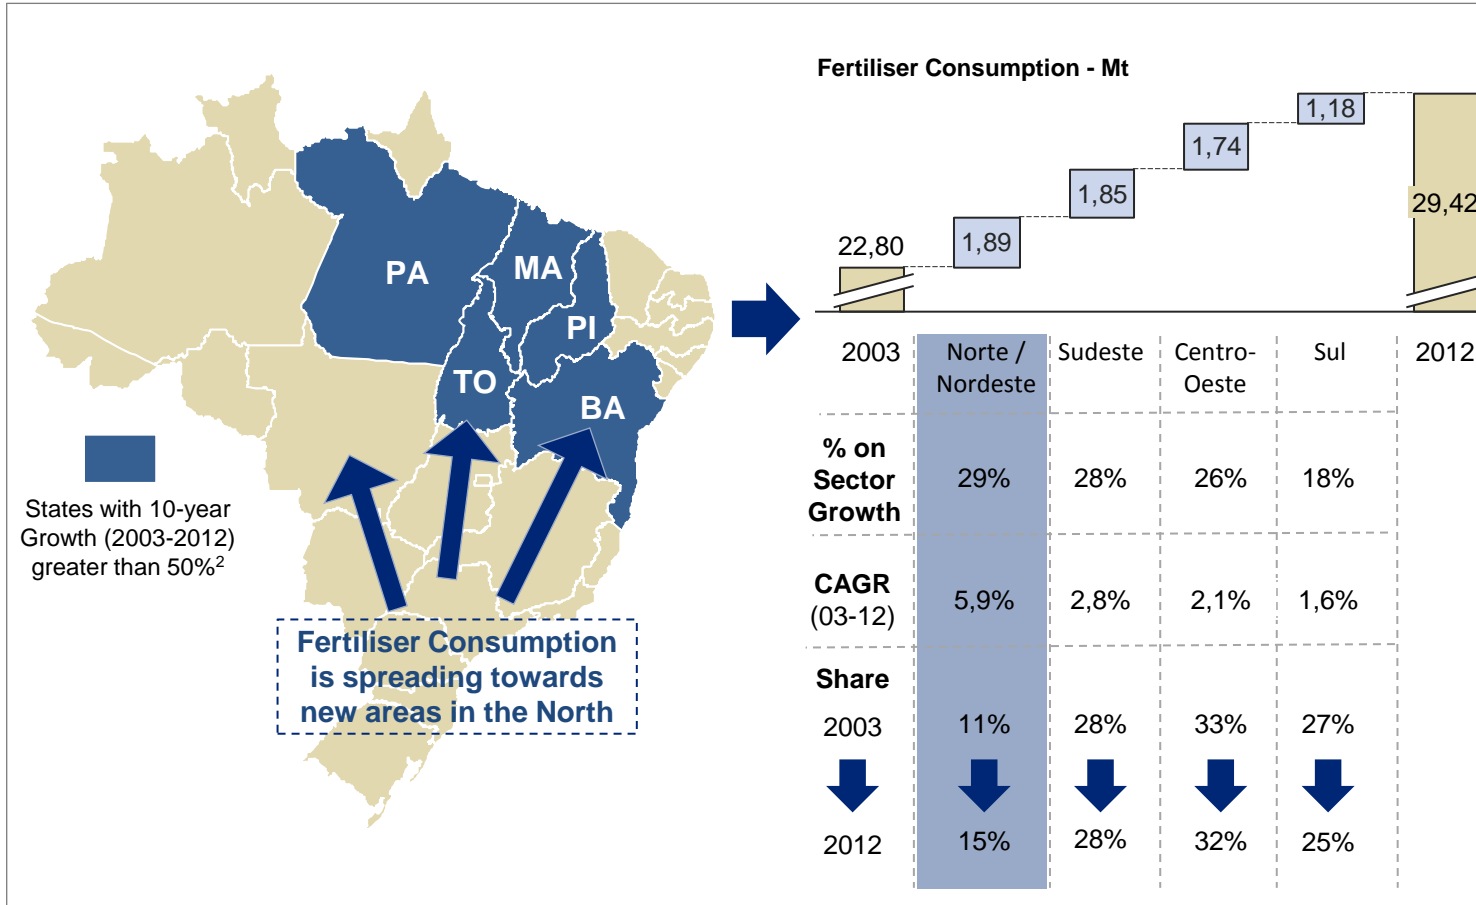 PA
MA
PI
TO
BA
States with 10-year
Growth (2003-2012)
greater than 50%2
Fertiliser Consumption
is spreading towards
new areas in the North
Fertiliser Consumption - Mt
22,80
1,89
1,85
1,74
1,18
29,42
2003
Norte /
Nordeste
Sudeste
Centro-
Oeste
Sul
2012
% on
Sector
Growth
29%
28%
26%
18%
CAGR
(03-12)
5,9%
2,8%
2,1%
1,6%
Share
2003
11%
28%
33%
27%
2012
15%
28%
32%
25%